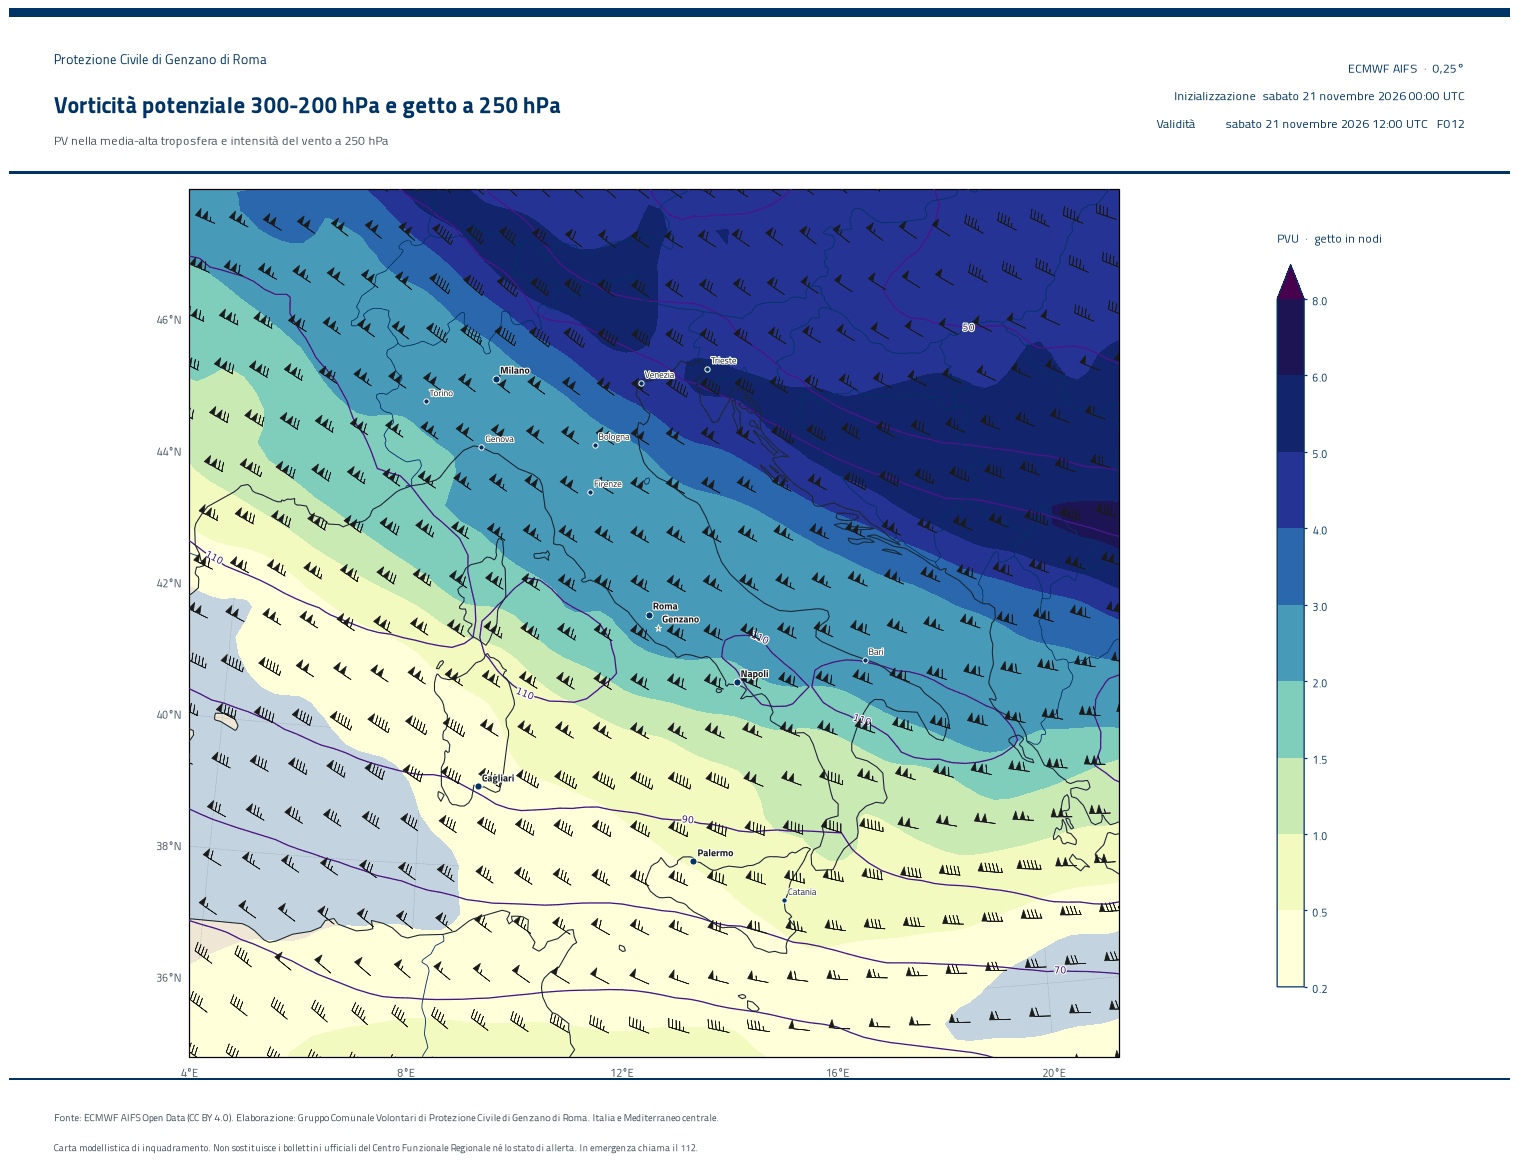 Protezione Civile di Genzano di Roma
Vorticità potenziale 300-200 hPa e getto a 250 hPa
PV nella media-alta troposfera e intensità del vento a 250 hPa
ECMWF AIFS · 0,25°
Inizializzazione sabato 21 novembre 2026 00:00 UTC
Validità sabato 21 novembre 2026 12:00 UTC F012
PVU · getto in nodi
8.0
6.0
5.0
4.0
3.0
2.0
1.5
1.0
0.5
0.2
46°N
44°N
42°N
40°N
38°N
36°N
4°E
8°E
12°E
16°E
20°E
50
Trieste
Milano
Venezia
Torino
Genova
Bologna
Firenze
110
Roma
Genzano
110
Bari
Napoli
110
110
Cagliari
90
Palermo
Catania
70
Fonte: ECMWF AIFS Open Data (CC BY 4.0). Elaborazione: Gruppo Comunale Volontari di Protezione Civile di Genzano di Roma. Italia e Mediterraneo centrale.
Carta modellistica di inquadramento. Non sostituisce i bollettini ufficiali del Centro Funzionale Regionale né lo stato di allerta. In emergenza chiama il 112.